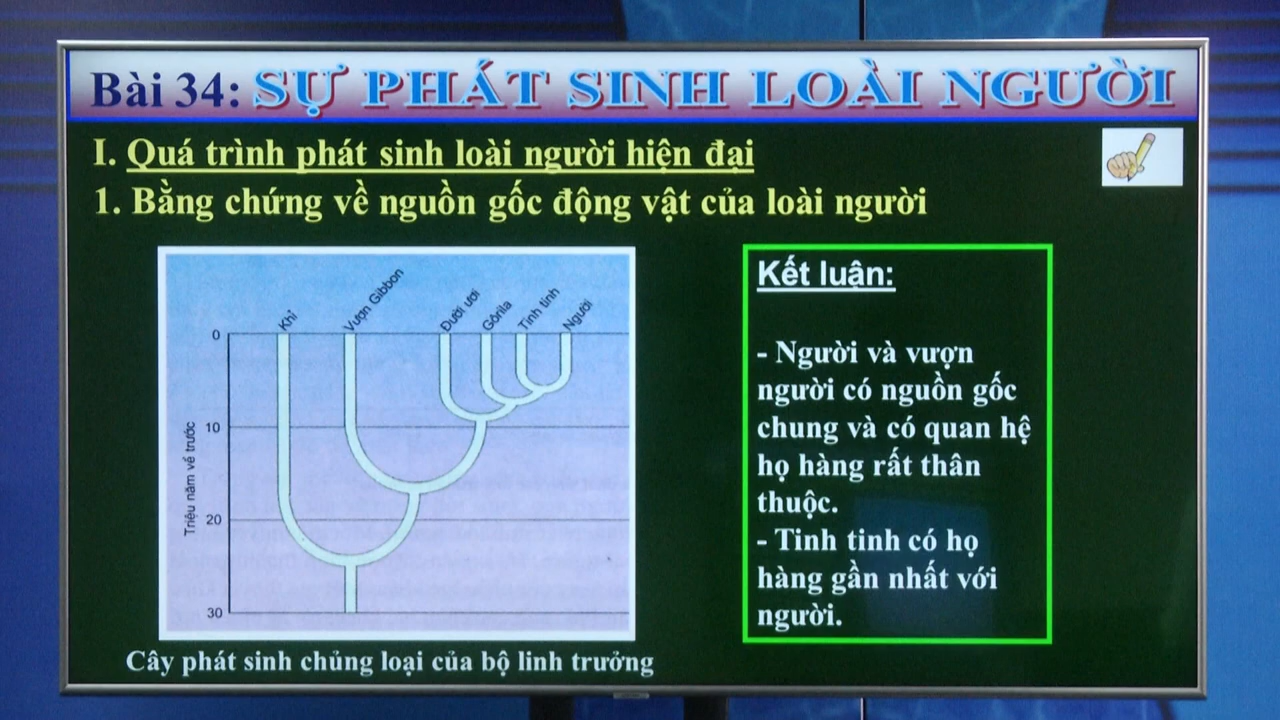 Bài 34: SỰ PHÁT SINH LOÀI NGƯỜI
I. Quá trình phát sinh loài người hiện đại
1. Bằng chứng về nguồn gốc động vật của loài người
Khỉ
Vượn Gibbon
Đười ươi
Gôrila
Tinh tinh
Người
0
10
20
30
Triệu năm về trước
Cây phát sinh chủng loại của bộ linh trưởng
Kết luận:
- Người và vượn
người có nguồn gốc
chung và có quan hệ
họ hàng rất thân
thuộc.
- Tinh tinh có họ
hàng gần nhất với
người.